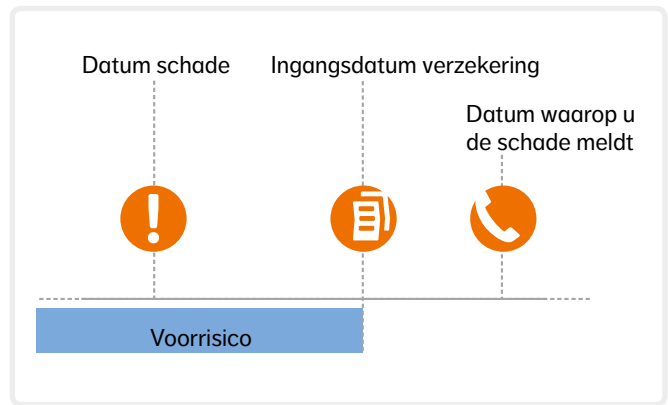 Datum schade
Ingangsdatum verzekering
Datum waarop u
de schade meldt
Voorrisico